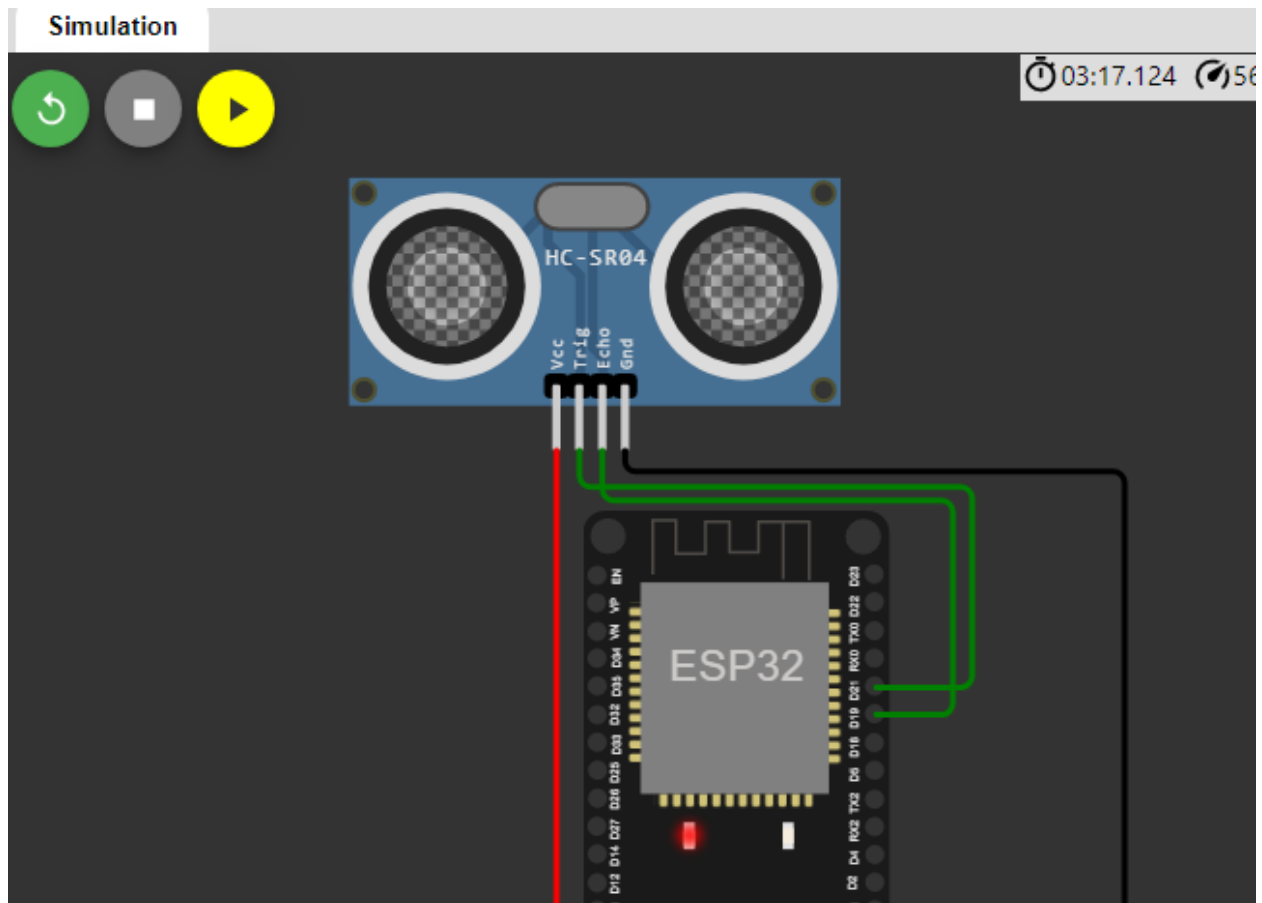 Simulation
03:17.124 56
HC-SR04
Vcc
Trig
Echo
Gnd
ESP32
EN
VP
VN
D34
D35
D32
D33
D25
D26
D27
D14
D12
D23
D22
TX0
RX0
D21
D19
D18
D5
TX2
RX2
D4
D2